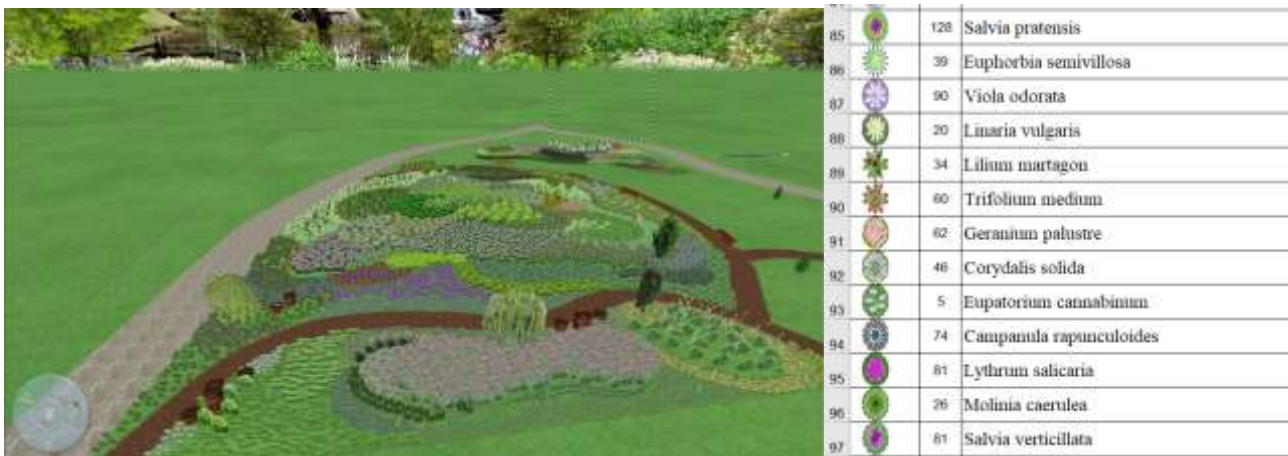 85 128 Salvia pratensis
86 39 Euphorbia semivillosa
87 90 Viola odorata
88 20 Linaria vulgaris
89 34 Lilium martagon
90 60 Trifolium medium
91 62 Geranium palustre
92 46 Corydalis solida
93 5 Eupatorium cannabinum
94 74 Campanula rapunculoides
95 81 Lythrum salicaria
96 26 Molinia caerulea
97 81 Salvia verticillata